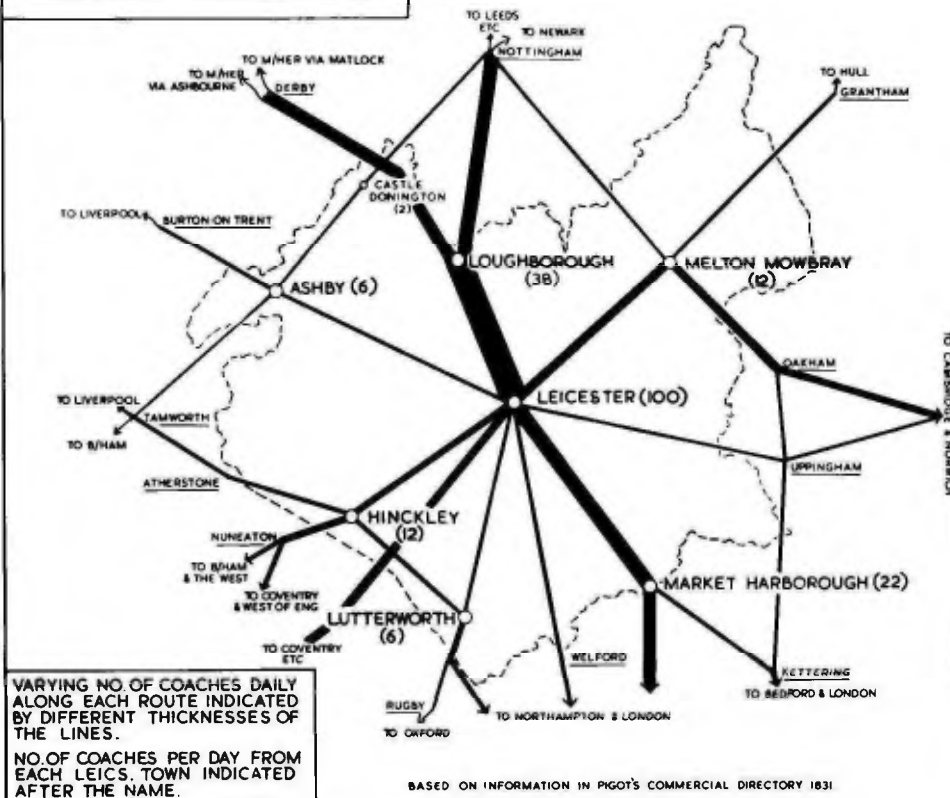 TO LEEDS
ETC
TO NEWARK
NOTTINGHAM
TO M/HER VIA MATLOCK
TO M/HER
VIA ASHBOURNE
DERBY
TO HULL
GRANTHAM
CASTLE
DONINGTON
(2)
TO LIVERPOOL
BURTON-ON TRENT
LOUGHBOROUGH
(38)
MELTON MOWBRAY
(12)
ASHBY (6)
OAKHAM
TO LIVERPOOL
TAMWORTH
TO B/HAM
LEICESTER (100)
TO CAMBRIDGE & NORWICH
ATHERSTONE
UPPINGHAM
HINCKLEY
(12)
NUNEATON
TO B/HAM
& THE WEST
TO COVENTRY
& WEST OF ENG
MARKET HARBOROUGH (22)
LUTTERWORTH
(6)
TO COVENTRY
ETC
WELFORD
KETTERING
TO BEDFORD & LONDON
RUGBY
TO OXFORD
TO NORTHAMPTON & LONDON
VARYING NO. OF COACHES DAILY
ALONG EACH ROUTE INDICATED
BY DIFFERENT THICKNESSES OF
THE LINES.
NO. OF COACHES PER DAY FROM
EACH LEICS. TOWN INDICATED
AFTER THE NAME.
BASED ON INFORMATION IN PIGOT'S COMMERCIAL DIRECTORY 1831